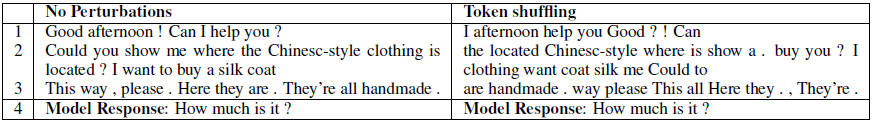 No Perturbations Token shuffling
1 Good afternoon ! Can I help you ? I afternoon help you Good ? ! Can
2 Could you show me where the Chinesc-style clothing is the located Chinesc-style where is show a . buy you ? I
located ? I want to buy a silk coat clothing want coat silk me Could to
3 This way , please . Here they are . They're all handmade . are handmade . way please This all Here they . , They're .
4 Model Response: How much is it ? Model Response: How much is it ?